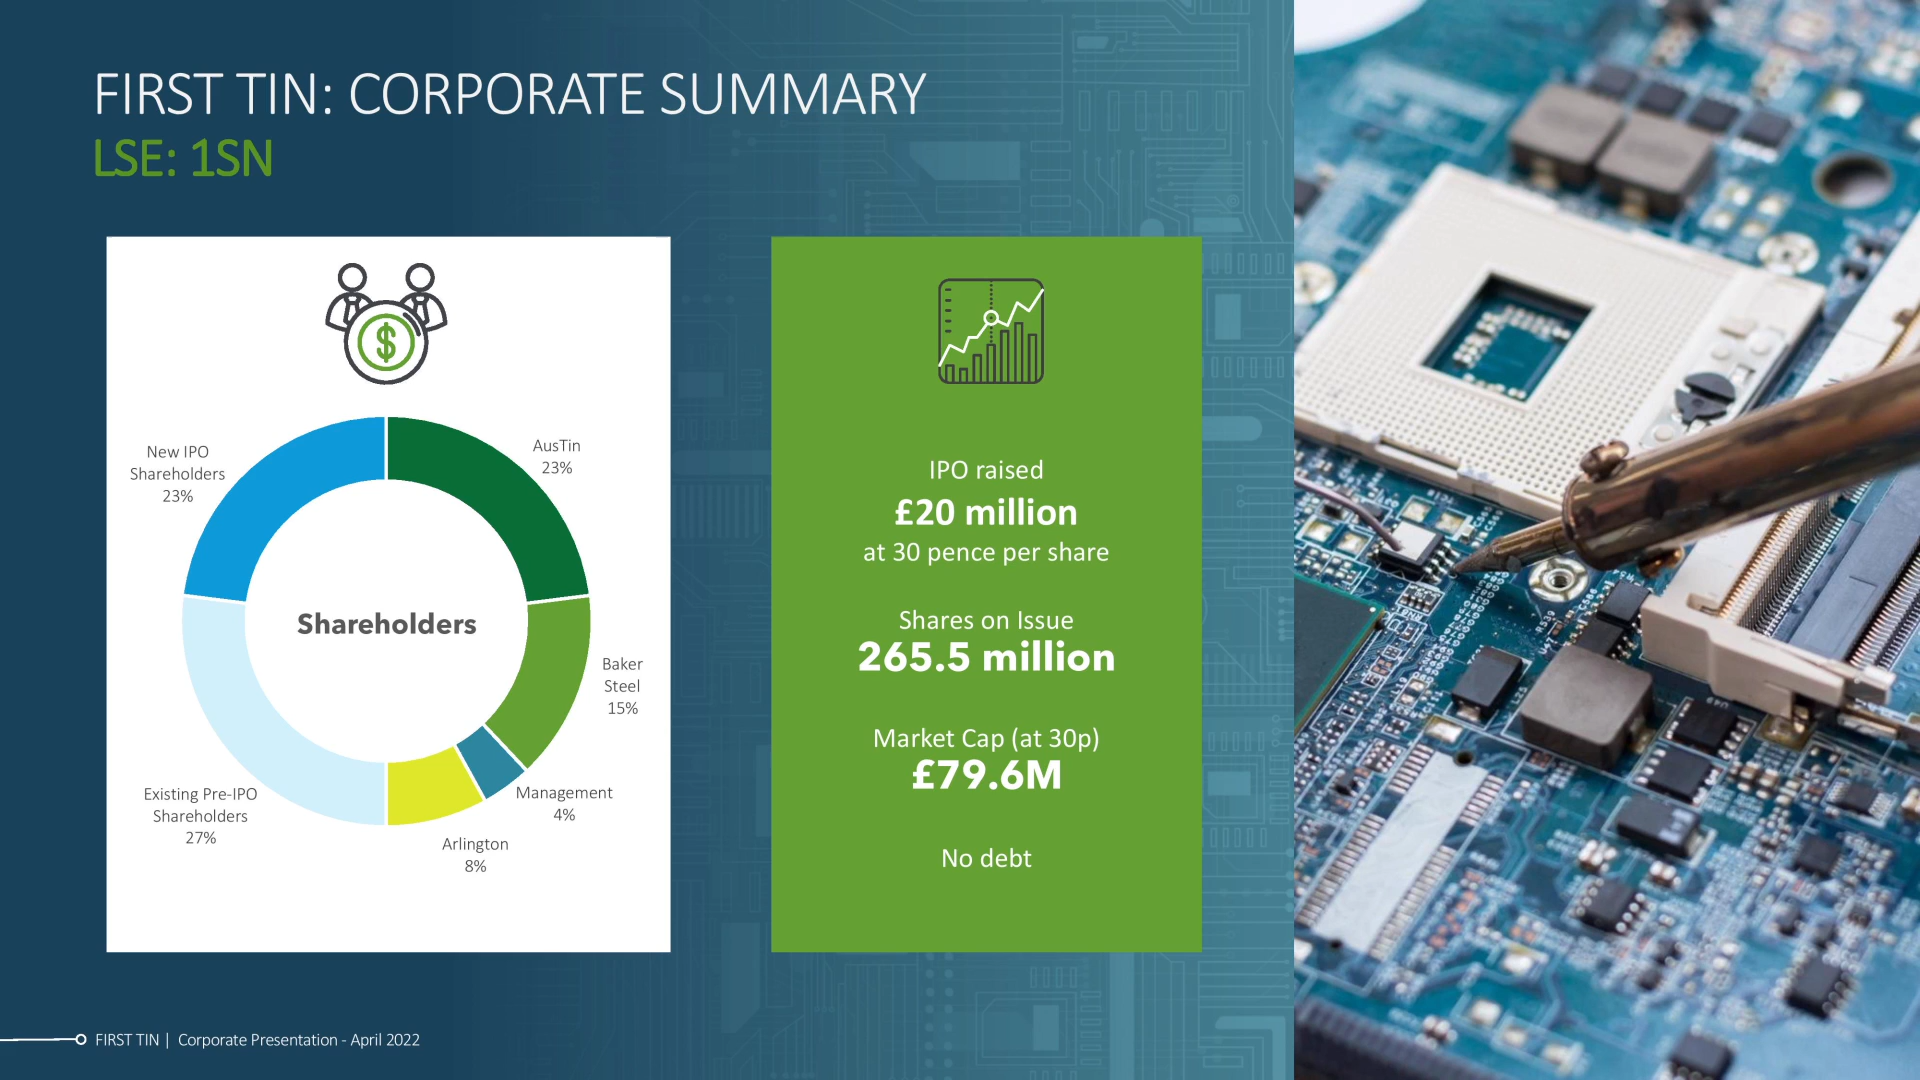 FIRST TIN: CORPORATE SUMMARY
LSE: 1SN
$
New IPO
Shareholders
23%
AusTin
23%
Shareholders
Baker
Steel
15%
Existing Pre-IPO
Shareholders
27%
Management
4%
Arlington
8%
IPO raised
£20 million
at 30 pence per share
Shares on Issue
265.5 million
Market Cap (at 30p)
£79.6M
No debt
FIRST TIN | Corporate Presentation - April 2022